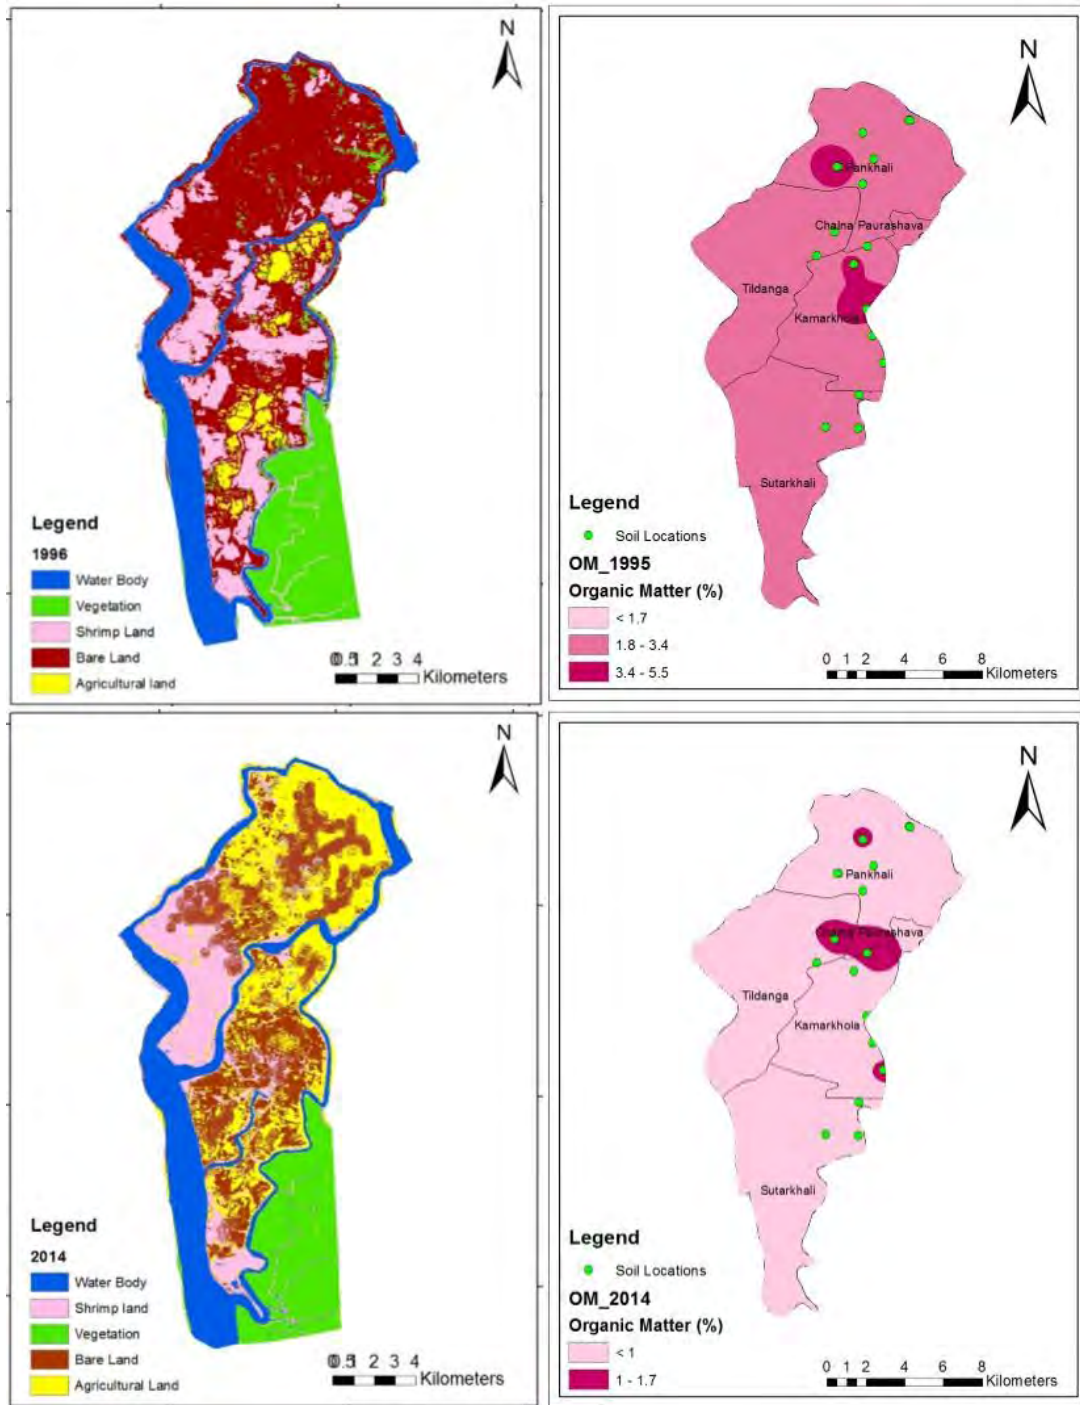 N
Legend
1996
Water Body
Vegetation
Shrimp Land
Bare Land
Agricultural land
1 2 3 4
Kilometers
N
Pankhali
Chalna Paurashava
Tildanga
Kamarkhola
Sutarkhali
Legend
Soil Locations
OM_1995
Organic Matter (%)
< 1.7
1.8 - 3.4
3.4 - 5.5
0 1 2 4 6 8
Kilometers
N
Legend
2014
Water Body
Shrimp land
Vegetation
Bare Land
Agricultural Land
1 2 3 4
Kilometers
N
Pankhali
Chalna Paurashava
Tildanga
Kamarkhola
Sutarkhali
Legend
Soil Locations
OM_2014
Organic Matter (%)
< 1
1 - 1.7
0 1 2 4 6 8
Kilometers